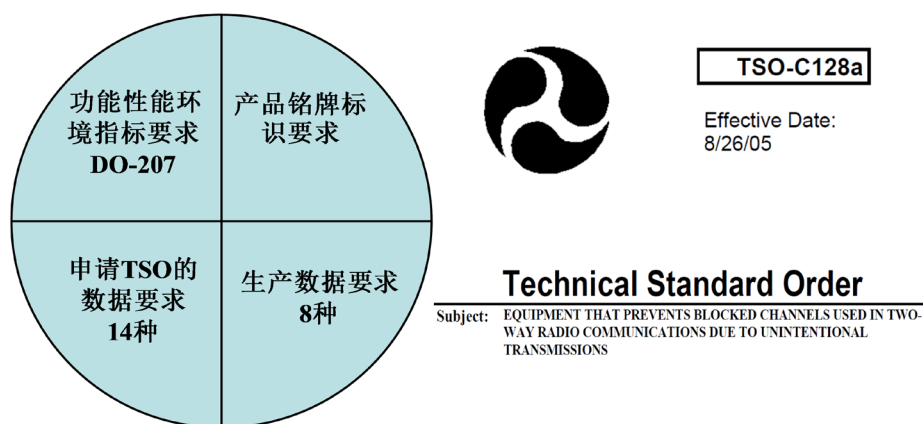 功能性能环
境指标要求
DO-207
产品铭牌标
识要求
申请TSO的
数据要求
14种
生产数据要求
8种
TSO-C128a
Effective Date:
8/26/05
Technical Standard Order
Subject: EQUIPMENT THAT PREVENTS BLOCKED CHANNELS USED IN TWO-
WAY RADIO COMMUNICATIONS DUE TO UNINTENTIONAL
TRANSMISSIONS